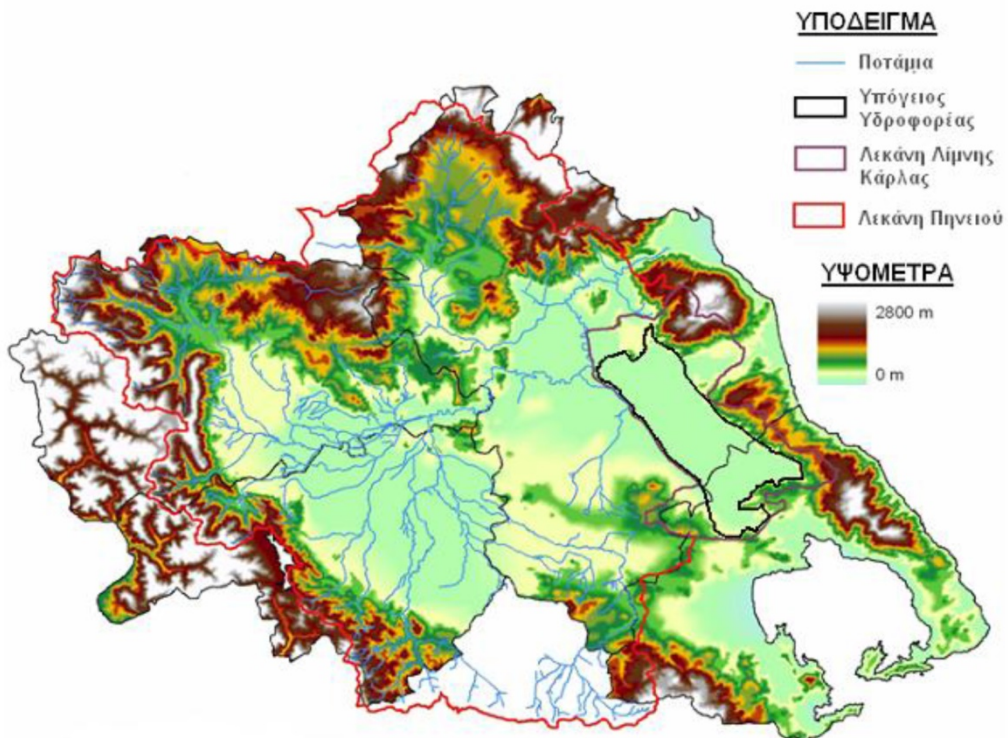 ΥΠΟΔΕΙΓΜΑ
Ποτάμια
Υπόγειος
Υδροφορέας
Λεκάνη Λίμνης
Κάρλας
Λεκάνη Πηνειού
ΥΨΟΜΕΤΡΑ
2800 m
0 m